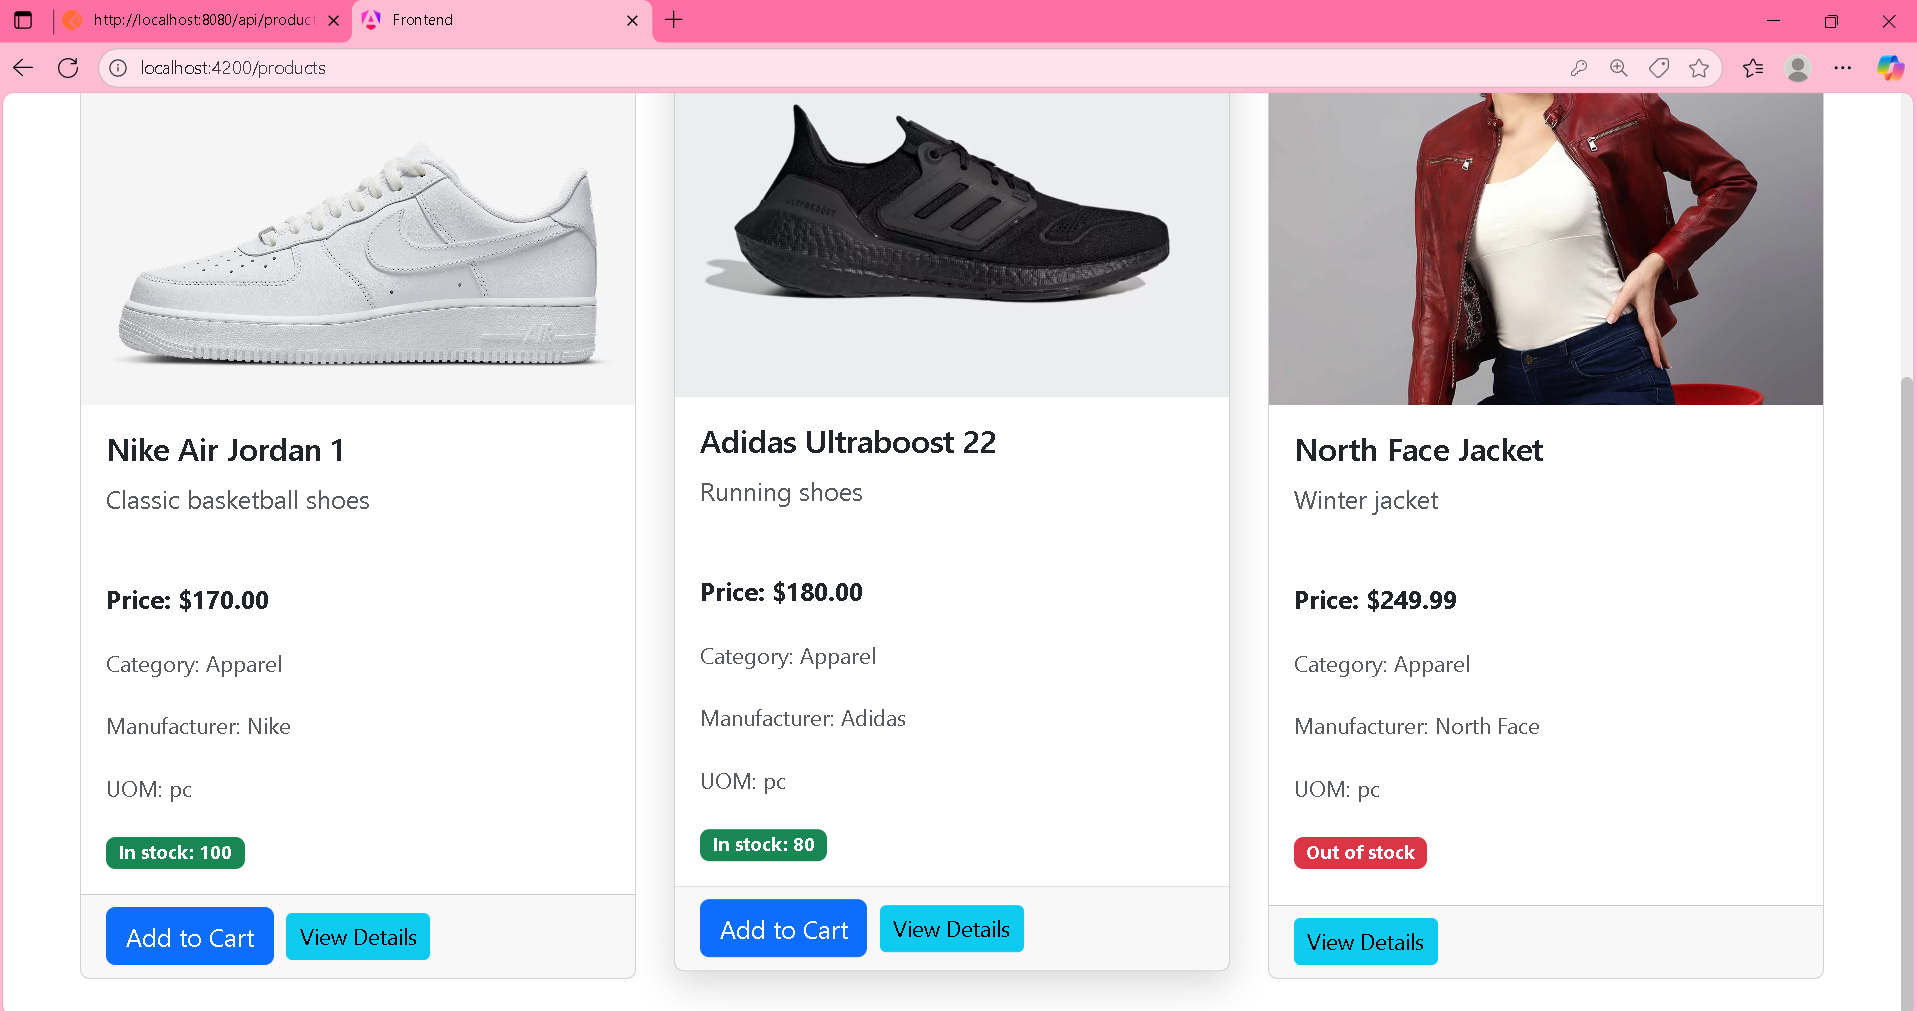 http://localhost:8080/api/product
Frontend
localhost:4200/products
Nike Air Jordan 1
Classic basketball shoes
Price: $170.00
Category: Apparel
Manufacturer: Nike
UOM: pc
In stock: 100
Add to Cart
View Details
ULTRABOOST
Adidas Ultraboost 22
Running shoes
Price: $180.00
Category: Apparel
Manufacturer: Adidas
UOM: pc
In stock: 80
Add to Cart
View Details
North Face Jacket
Winter jacket
Price: $249.99
Category: Apparel
Manufacturer: North Face
UOM: pc
Out of stock
View Details